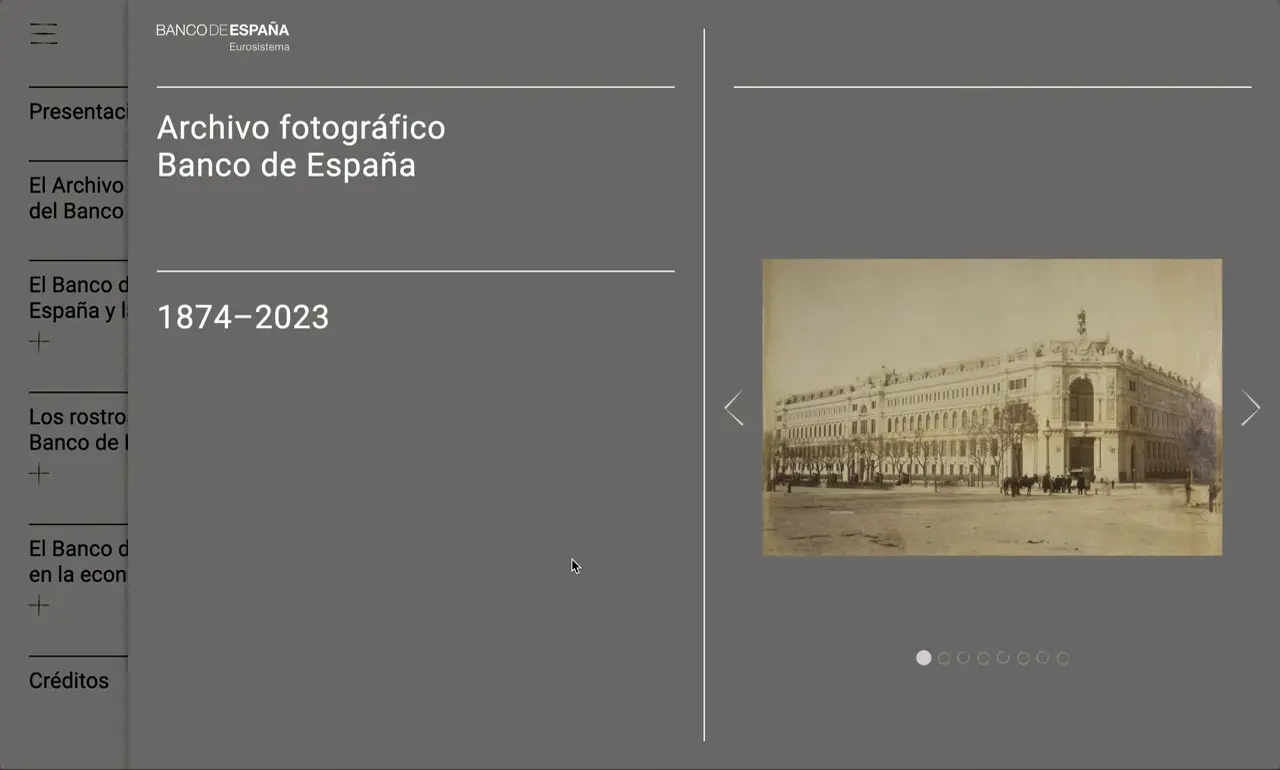 BANCO DE ESPAÑA
Eurosistema
Presentaci
El Archivo
del Banco
El Banco d
España y l
Los rostro
Banco de
El Banco d
en la econ
Créditos
Archivo fotográfico
Banco de España
1874–2023